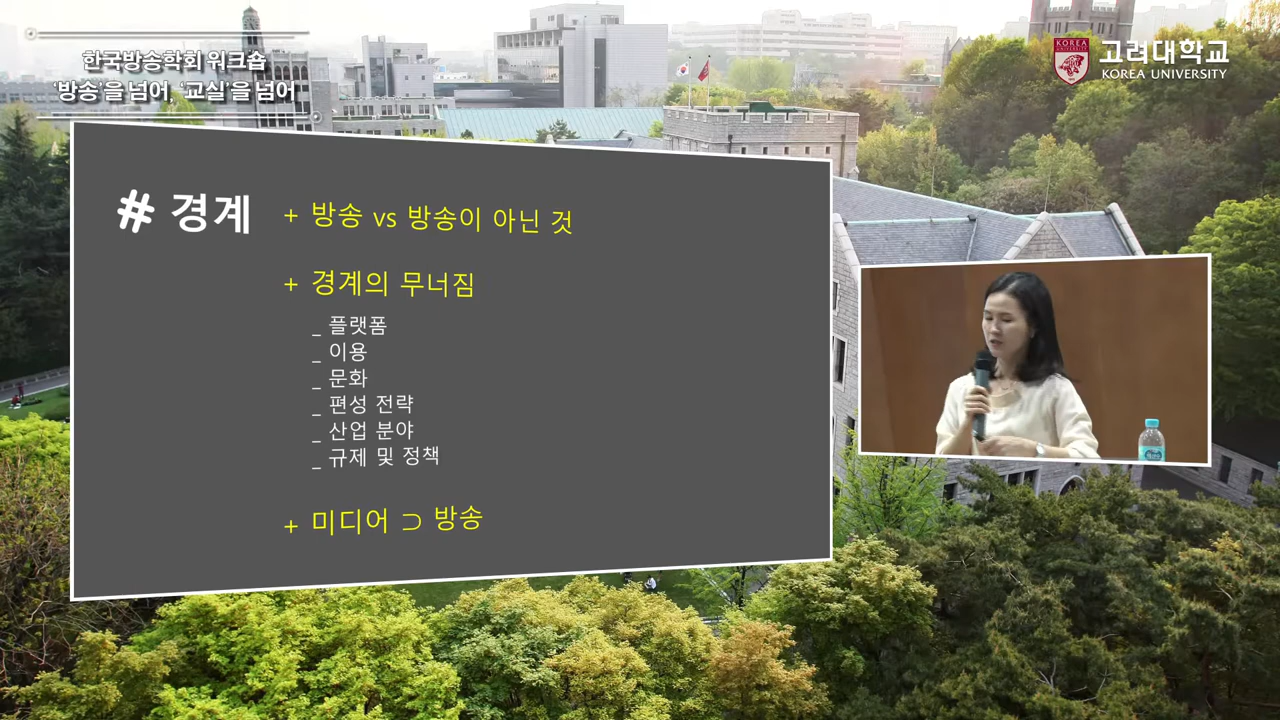 한국방송학회 워크숍
'방송'을 넘어, '교실'을 넘어
KOREA
고려대학교
KOREA UNIVERSITY
# 경계
+ 방송 vs 방송이 아닌 것
+ 경계의 무너짐
_ 플랫폼
_ 이용
_ 문화
_ 편성 전략
_ 산업 분야
_ 규제 및 정책
+ 미디어 ⊃ 방송